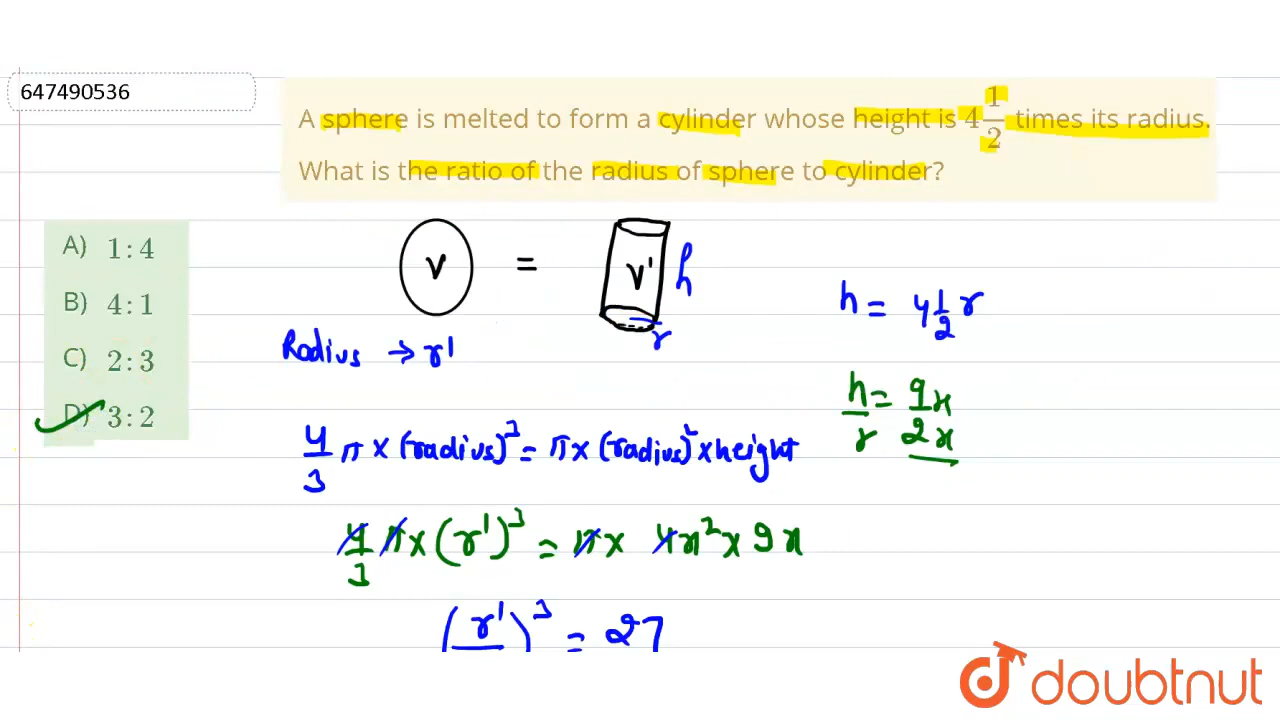 647490536
A sphere is melted to form a cylinder whose height is 4 1/2 times its radius.
What is the ratio of the radius of sphere to cylinder?
A) 1 : 4
B) 4 : 1
C) 2 : 3
D) 3 : 2
V = V' h
r
h = 4 1/2 r
Radius → r'
h/r = 9x/2x
4/3 π × (radius)³ = π × (radius)² × height
4/3 π × (r')³ = π × 4x² × 9x
(r')³ = 27
doubtnut